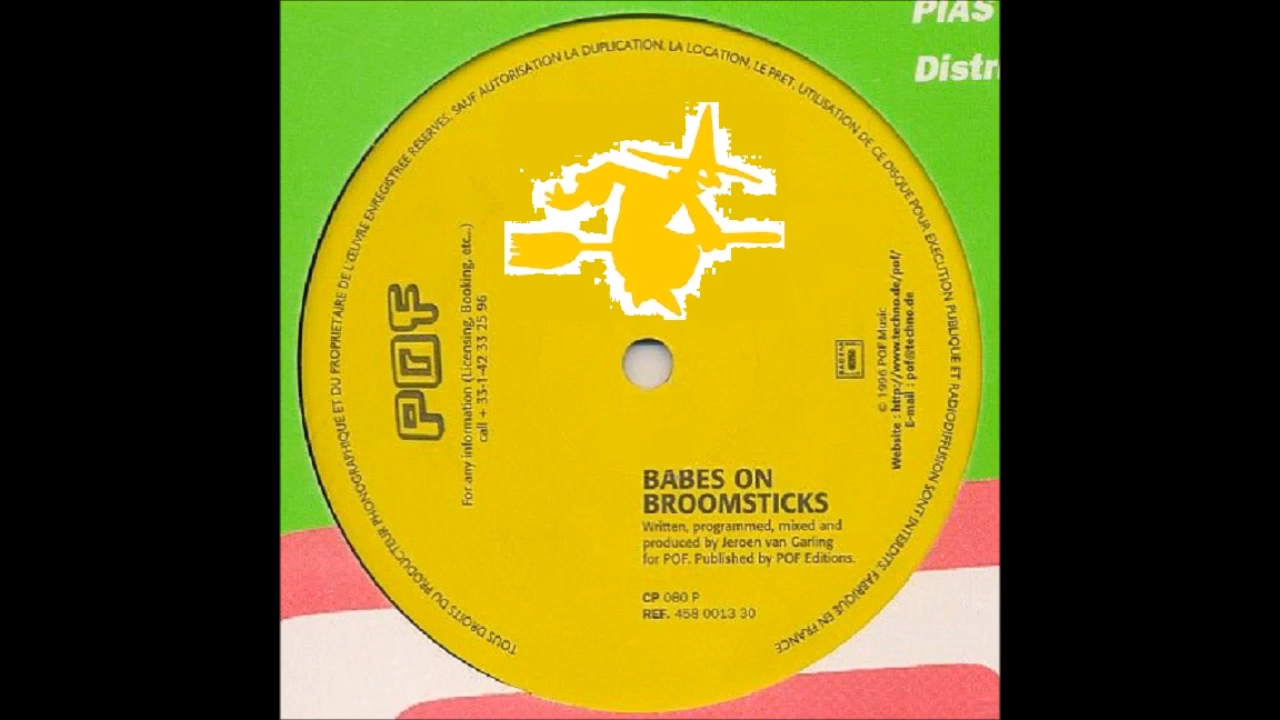 PIAS
Distr
TOUS DROITS DU PRODUCTEUR PHONOGRAPHIQUE ET DU PROPRIETAIRE DE L'ŒUVRE ENREGISTREE RESERVES. SAUF AUTORISATION LA DUPLICATION, LA LOCATION, LE PRET, UTILISATION DE CE DISQUE POUR EXECUTION PUBLIQUE ET RADIODIFFUSION SONT INTERDITS. FABRIQUE EN FRANCE
POF
For any information (Licensing, Booking, etc...)
call + 33-1-42 33 25 96
© 1996 POF Music
Website : http://www.techno.de/pof/
E-mail : pof@techno.de
BABES ON
BROOMSTICKS
Written, programmed, mixed and
produced by Jeroen van Garling
for POF. Published by POF Editions.
CP 080 P
REF. 458 0013 30